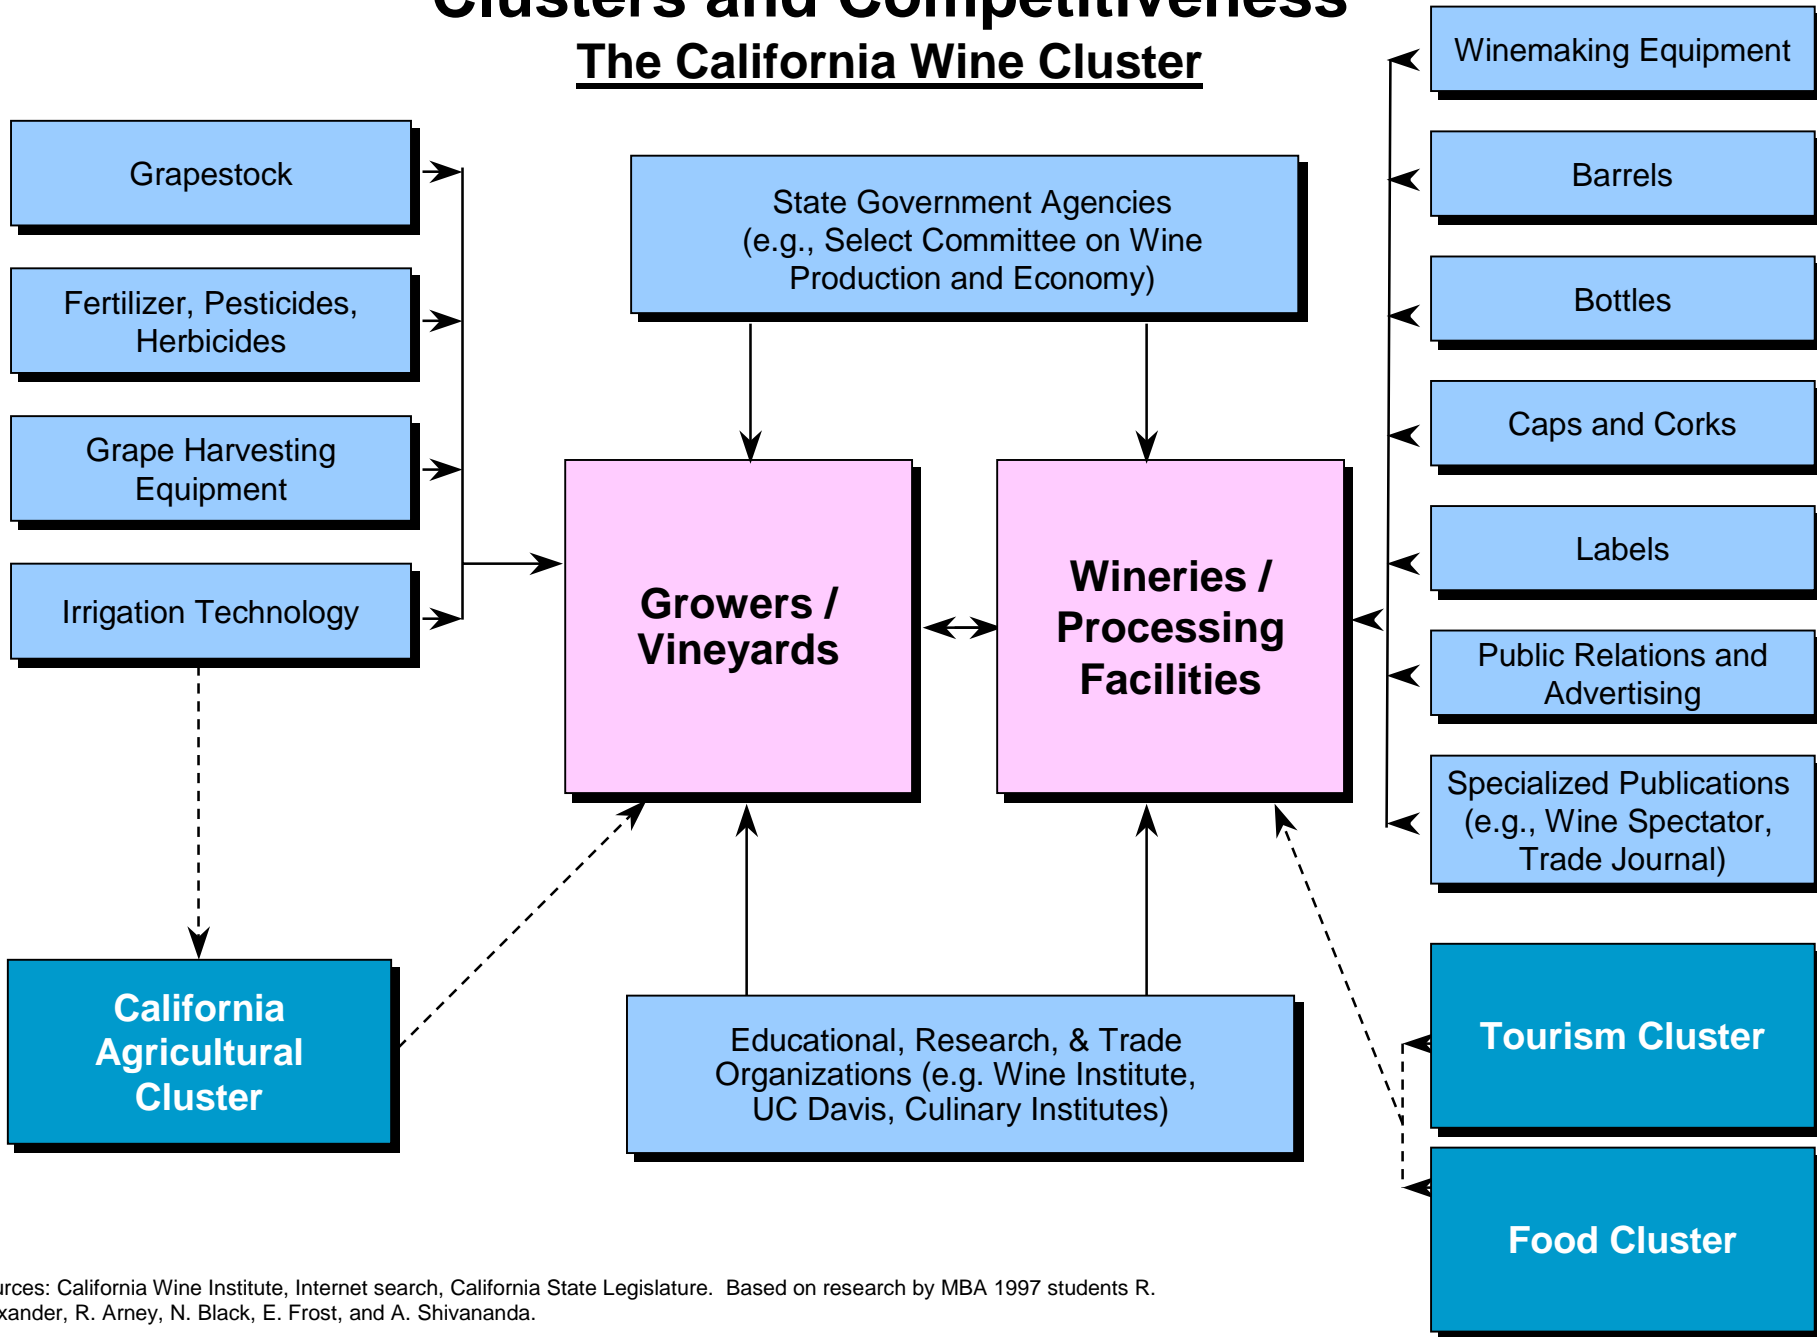 Clusters and Competitiveness
The California Wine Cluster
Winemaking Equipment
Grapestock
Barrels
State Government Agencies
(e.g., Select Committee on Wine
Production and Economy)
Fertilizer, Pesticides,
Herbicides
Bottles
Grape Harvesting
Equipment
Caps and Corks
Labels
Irrigation Technology
Growers /
Vineyards
Wineries /
Processing
Facilities
Public Relations and
Advertising
Specialized Publications
(e.g., Wine Spectator,
Trade Journal)
California
Agricultural
Cluster
Educational, Research, & Trade
Organizations (e.g. Wine Institute,
UC Davis, Culinary Institutes)
Tourism Cluster
Food Cluster
urces: California Wine Institute, Internet search, California State Legislature. Based on research by MBA 1997 students R.
xander, R. Arney, N. Black, E. Frost, and A. Shivananda.